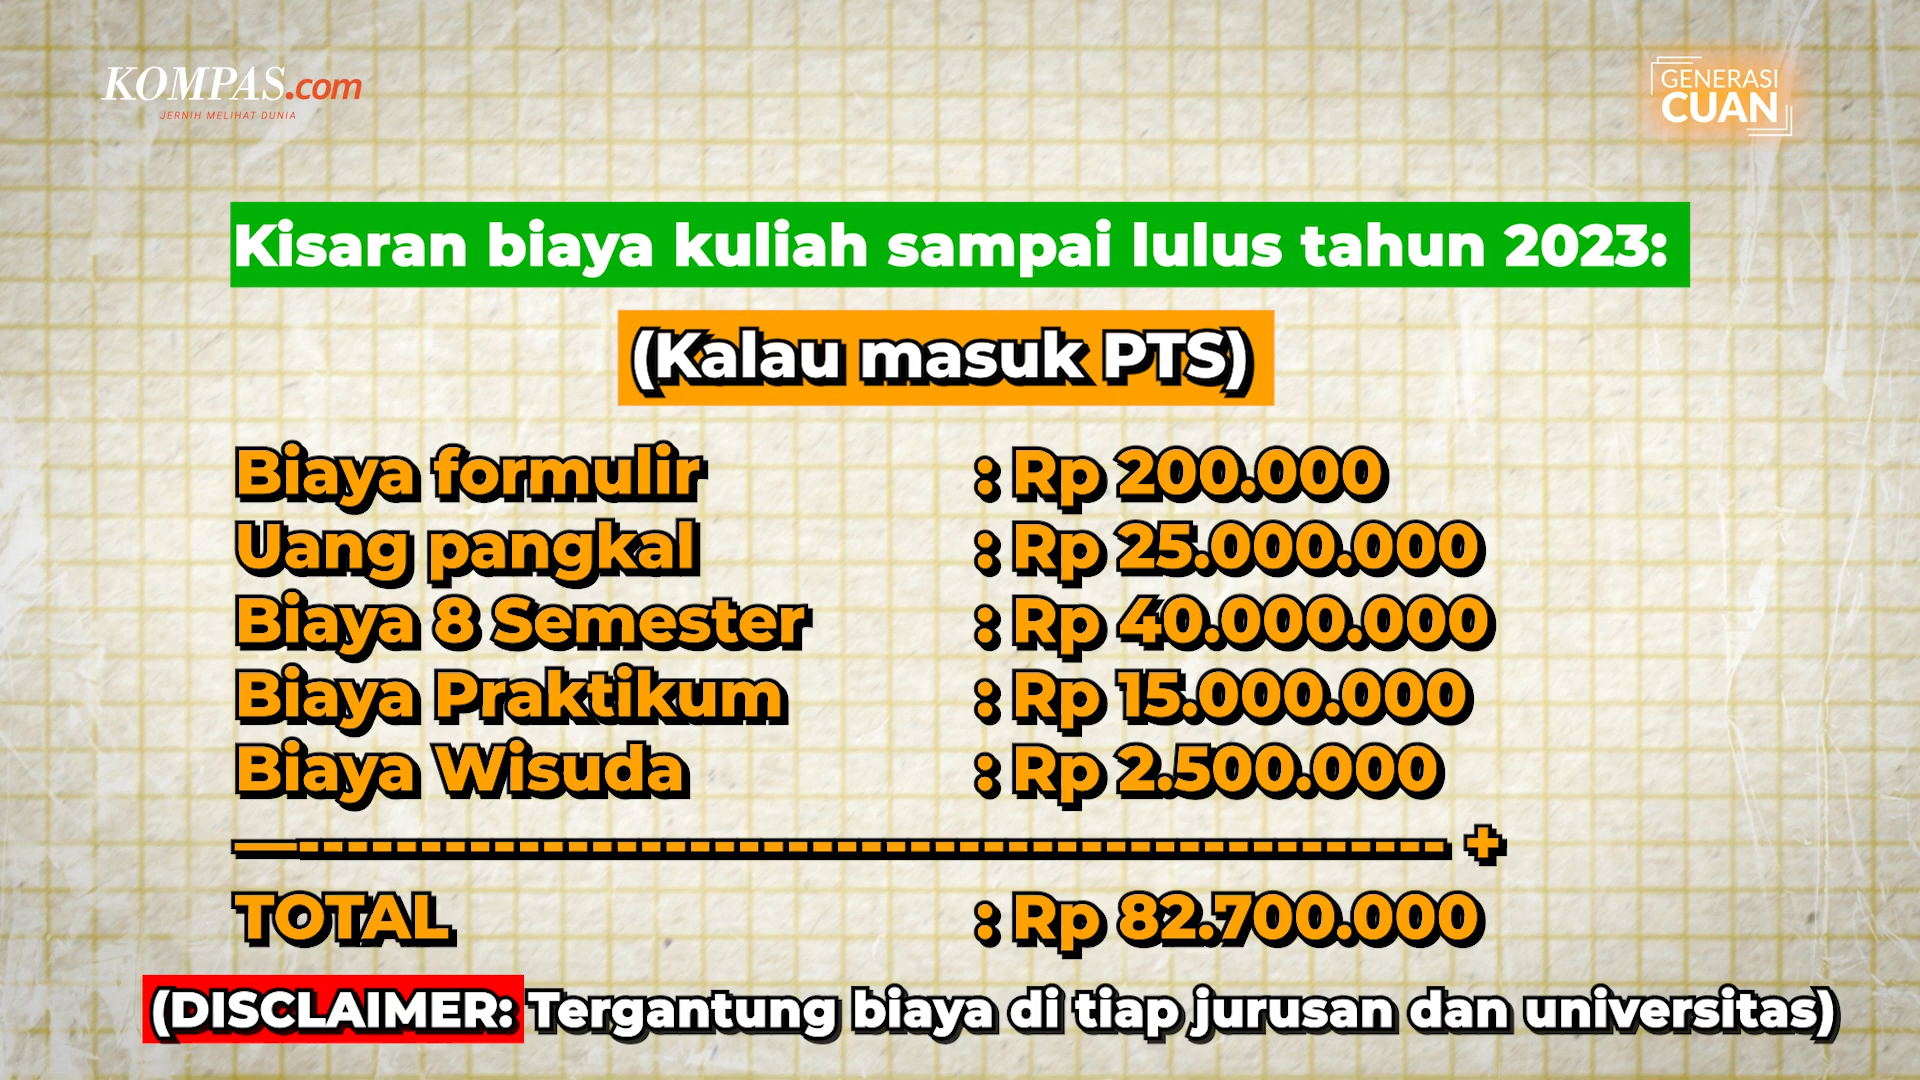 KOMPAS.com
JERNIH MELIHAT DUNIA
GENERASI
CUAN
Kisaran biaya kuliah sampai lulus tahun 2023:
(Kalau masuk PTS)
Biaya formulir : Rp 200.000
Uang pangkal : Rp 25.000.000
Biaya 8 Semester : Rp 40.000.000
Biaya Praktikum : Rp 15.000.000
Biaya Wisuda : Rp 2.500.000
—----------------------------------------------- +
TOTAL : Rp 82.700.000
(DISCLAIMER: Tergantung biaya di tiap jurusan dan universitas)